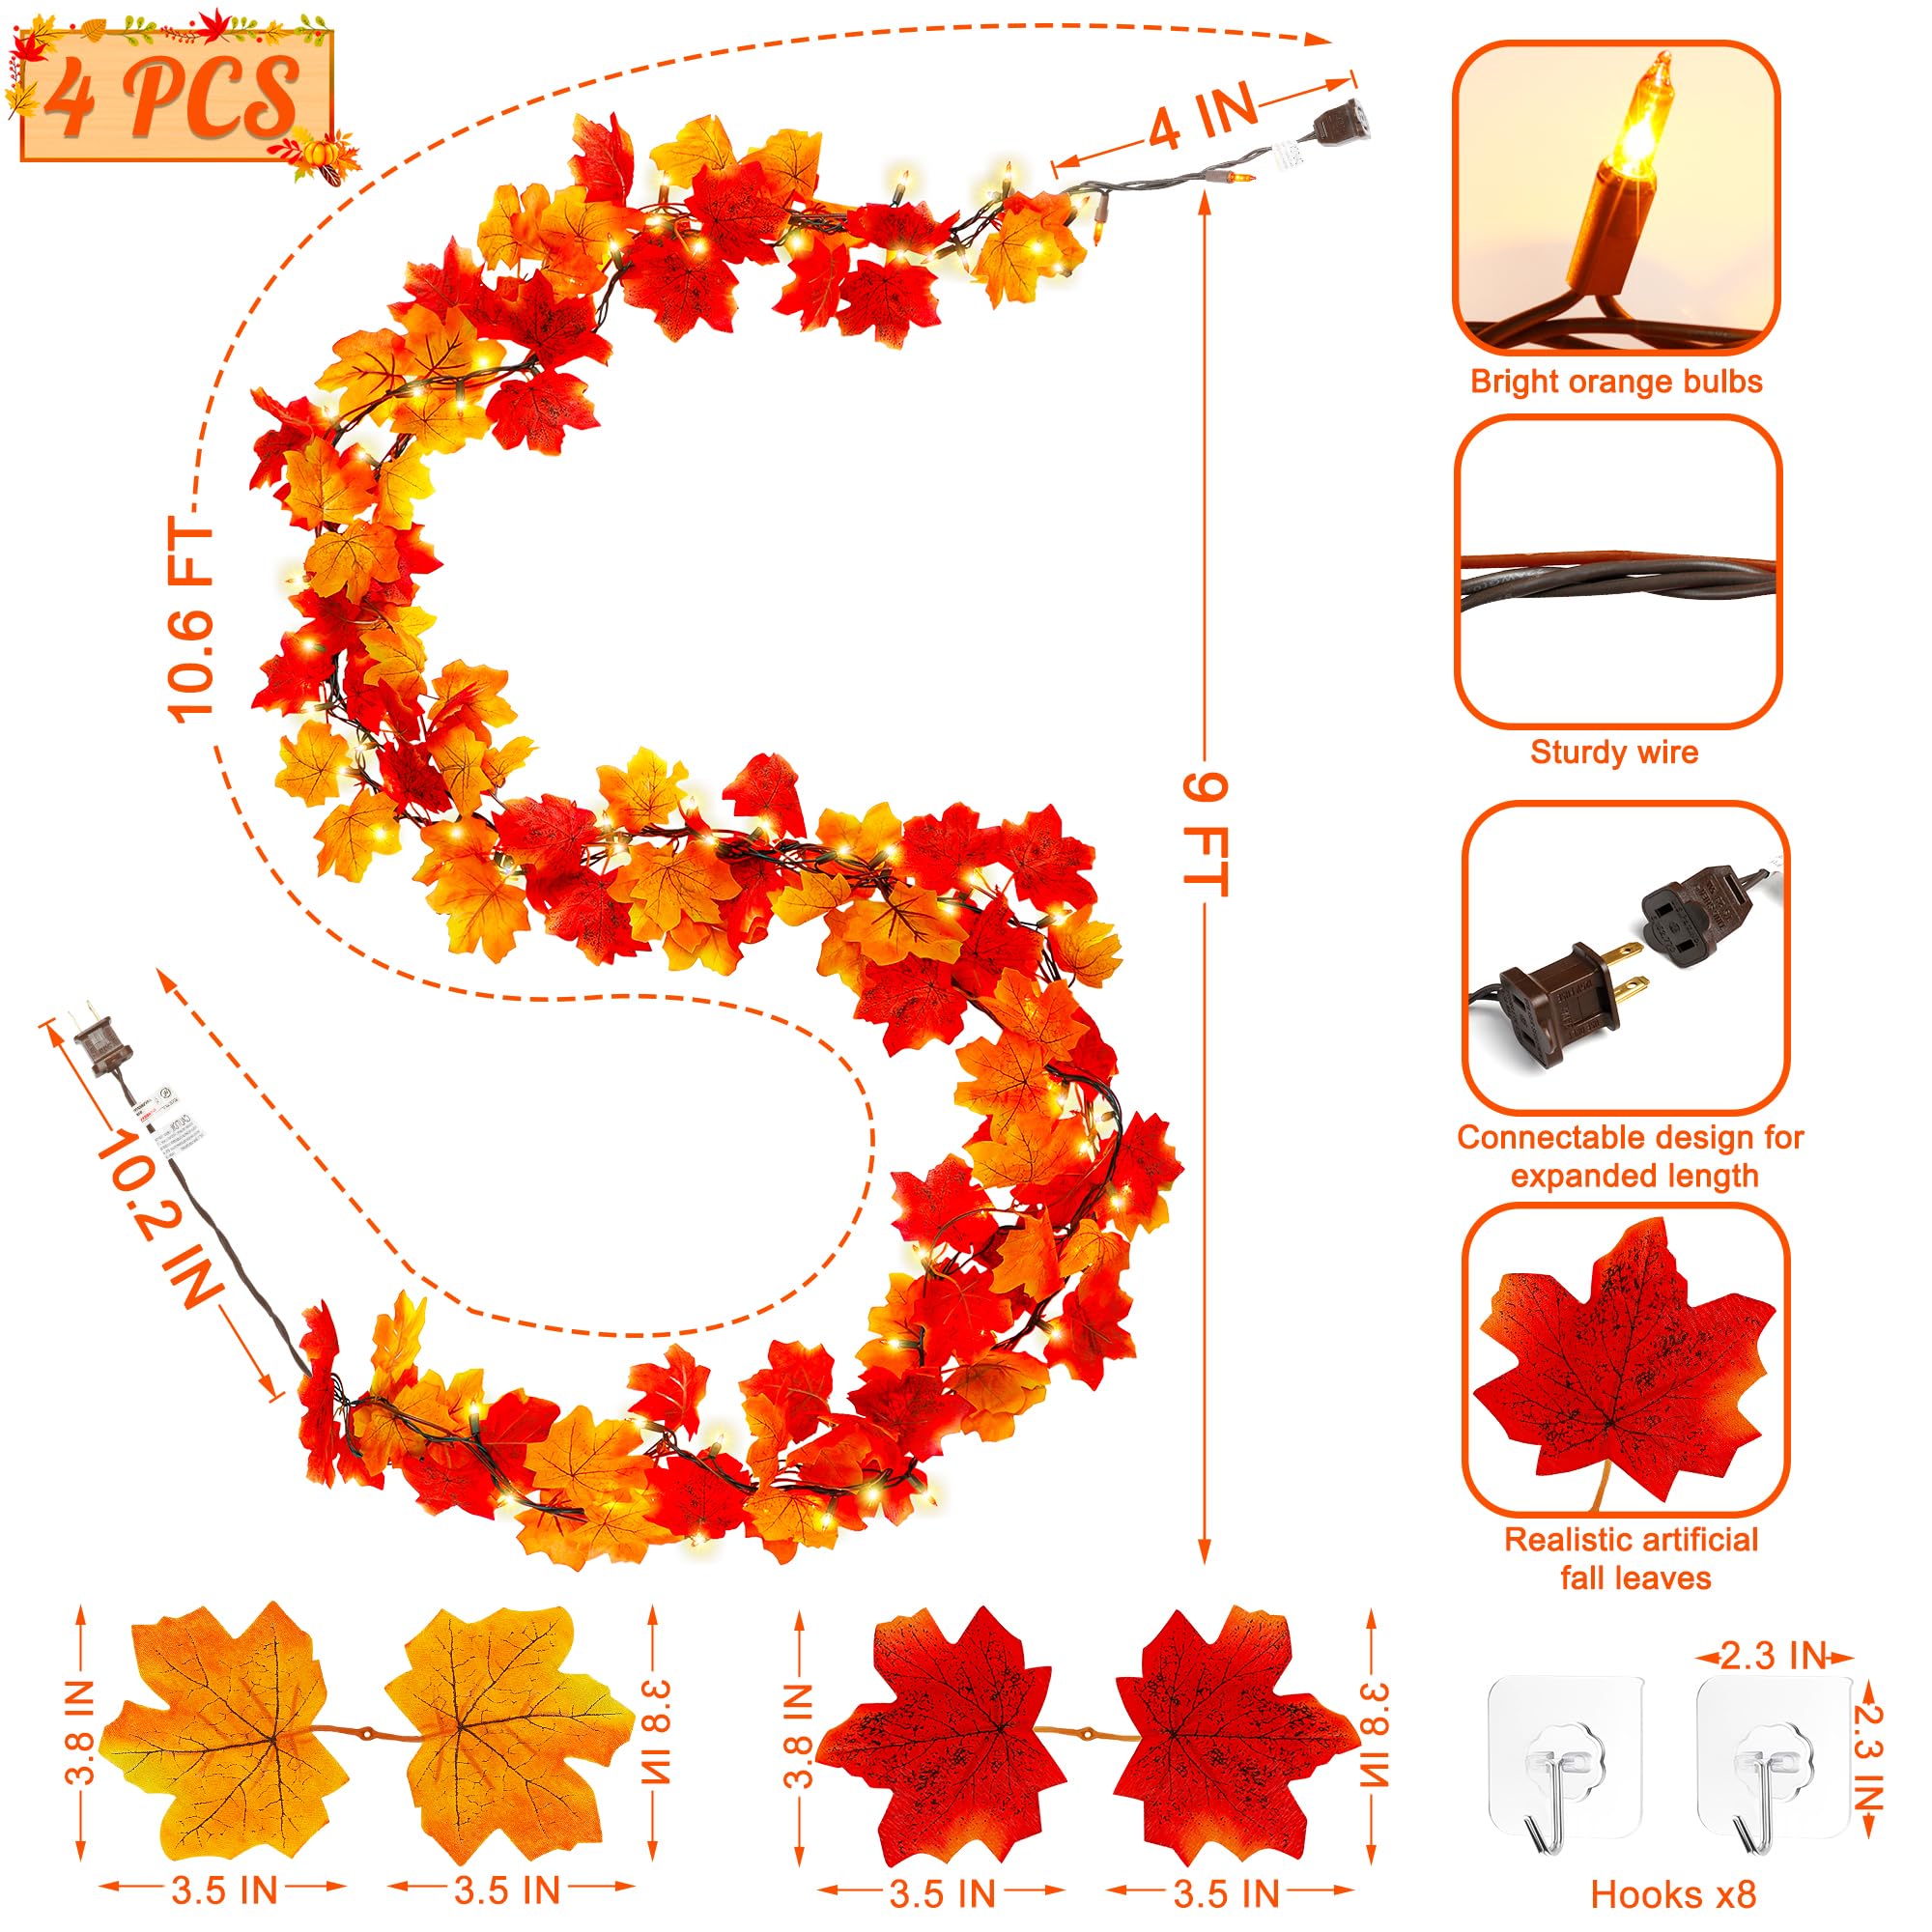 4 PCS
4 IN
10.6 FT
9 FT
10.2 IN
Bright orange bulbs
Sturdy wire
Connectable design for
expanded length
Realistic artificial
fall leaves
3.8 IN
3.8 IN
3.5 IN
3.5 IN
3.8 IN
3.8 IN
3.5 IN
3.5 IN
2.3 IN
2.3 IN
Hooks x8